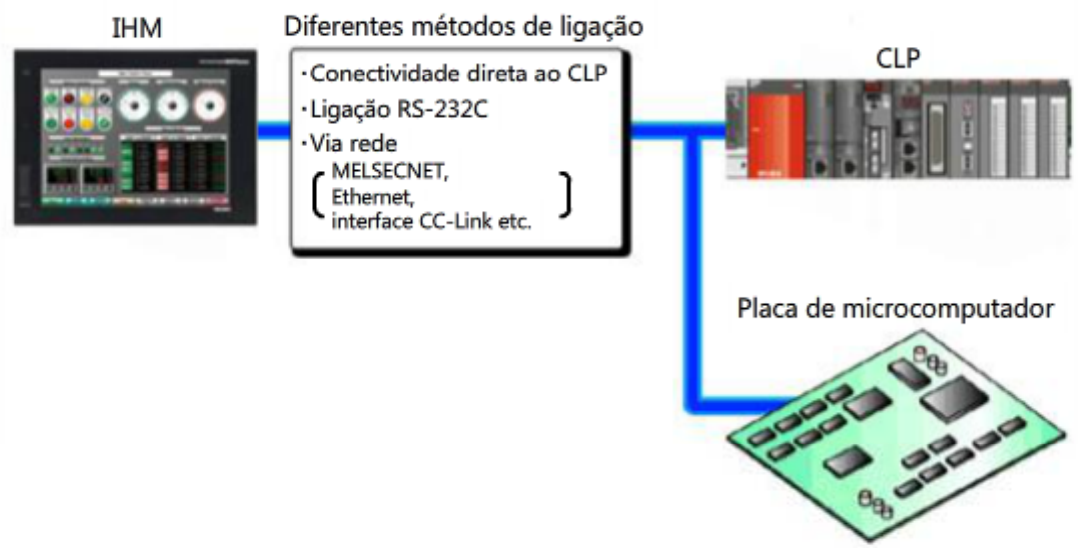 IHM
Diferentes métodos de ligação
CLP
·Conectividade direta ao CLP
·Ligação RS-232C
·Via rede
MELSECNET,
Ethernet,
interface CC-Link etc.
Placa de microcomputador